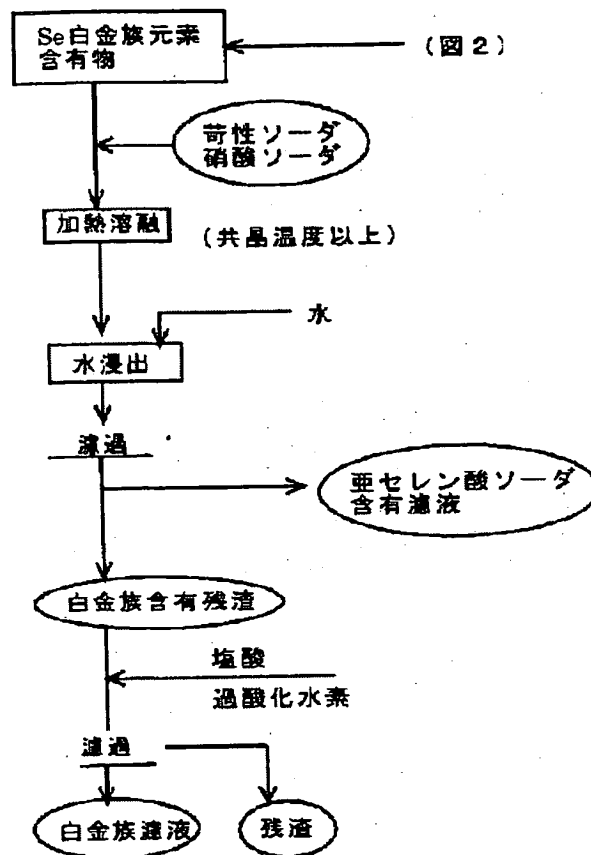 Se白金族元素
含有物
(図2)
苛性ソーダ
硝酸ソーダ
加熱溶融
(共晶温度以上)
水
水浸出
濾過
亜セレン酸ソーダ
含有濾液
白金族含有残渣
塩酸
過酸化水素
濾過
白金族濾液
残渣